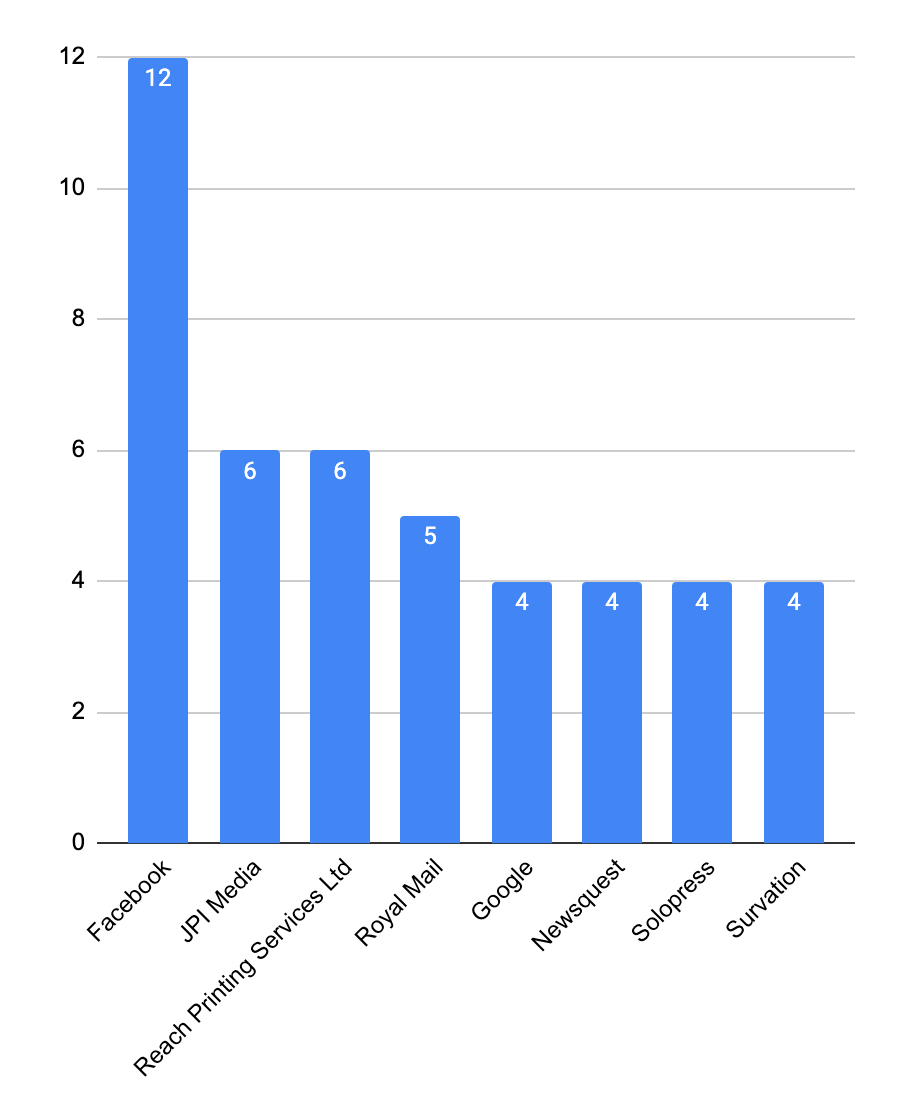 12
10
8
6
4
2
0
12
6
6
5
4
4
4
4
Facebook
JPI Media
Reach Printing Services Ltd
Royal Mail
Google
Newsquest
Solopress
Survation